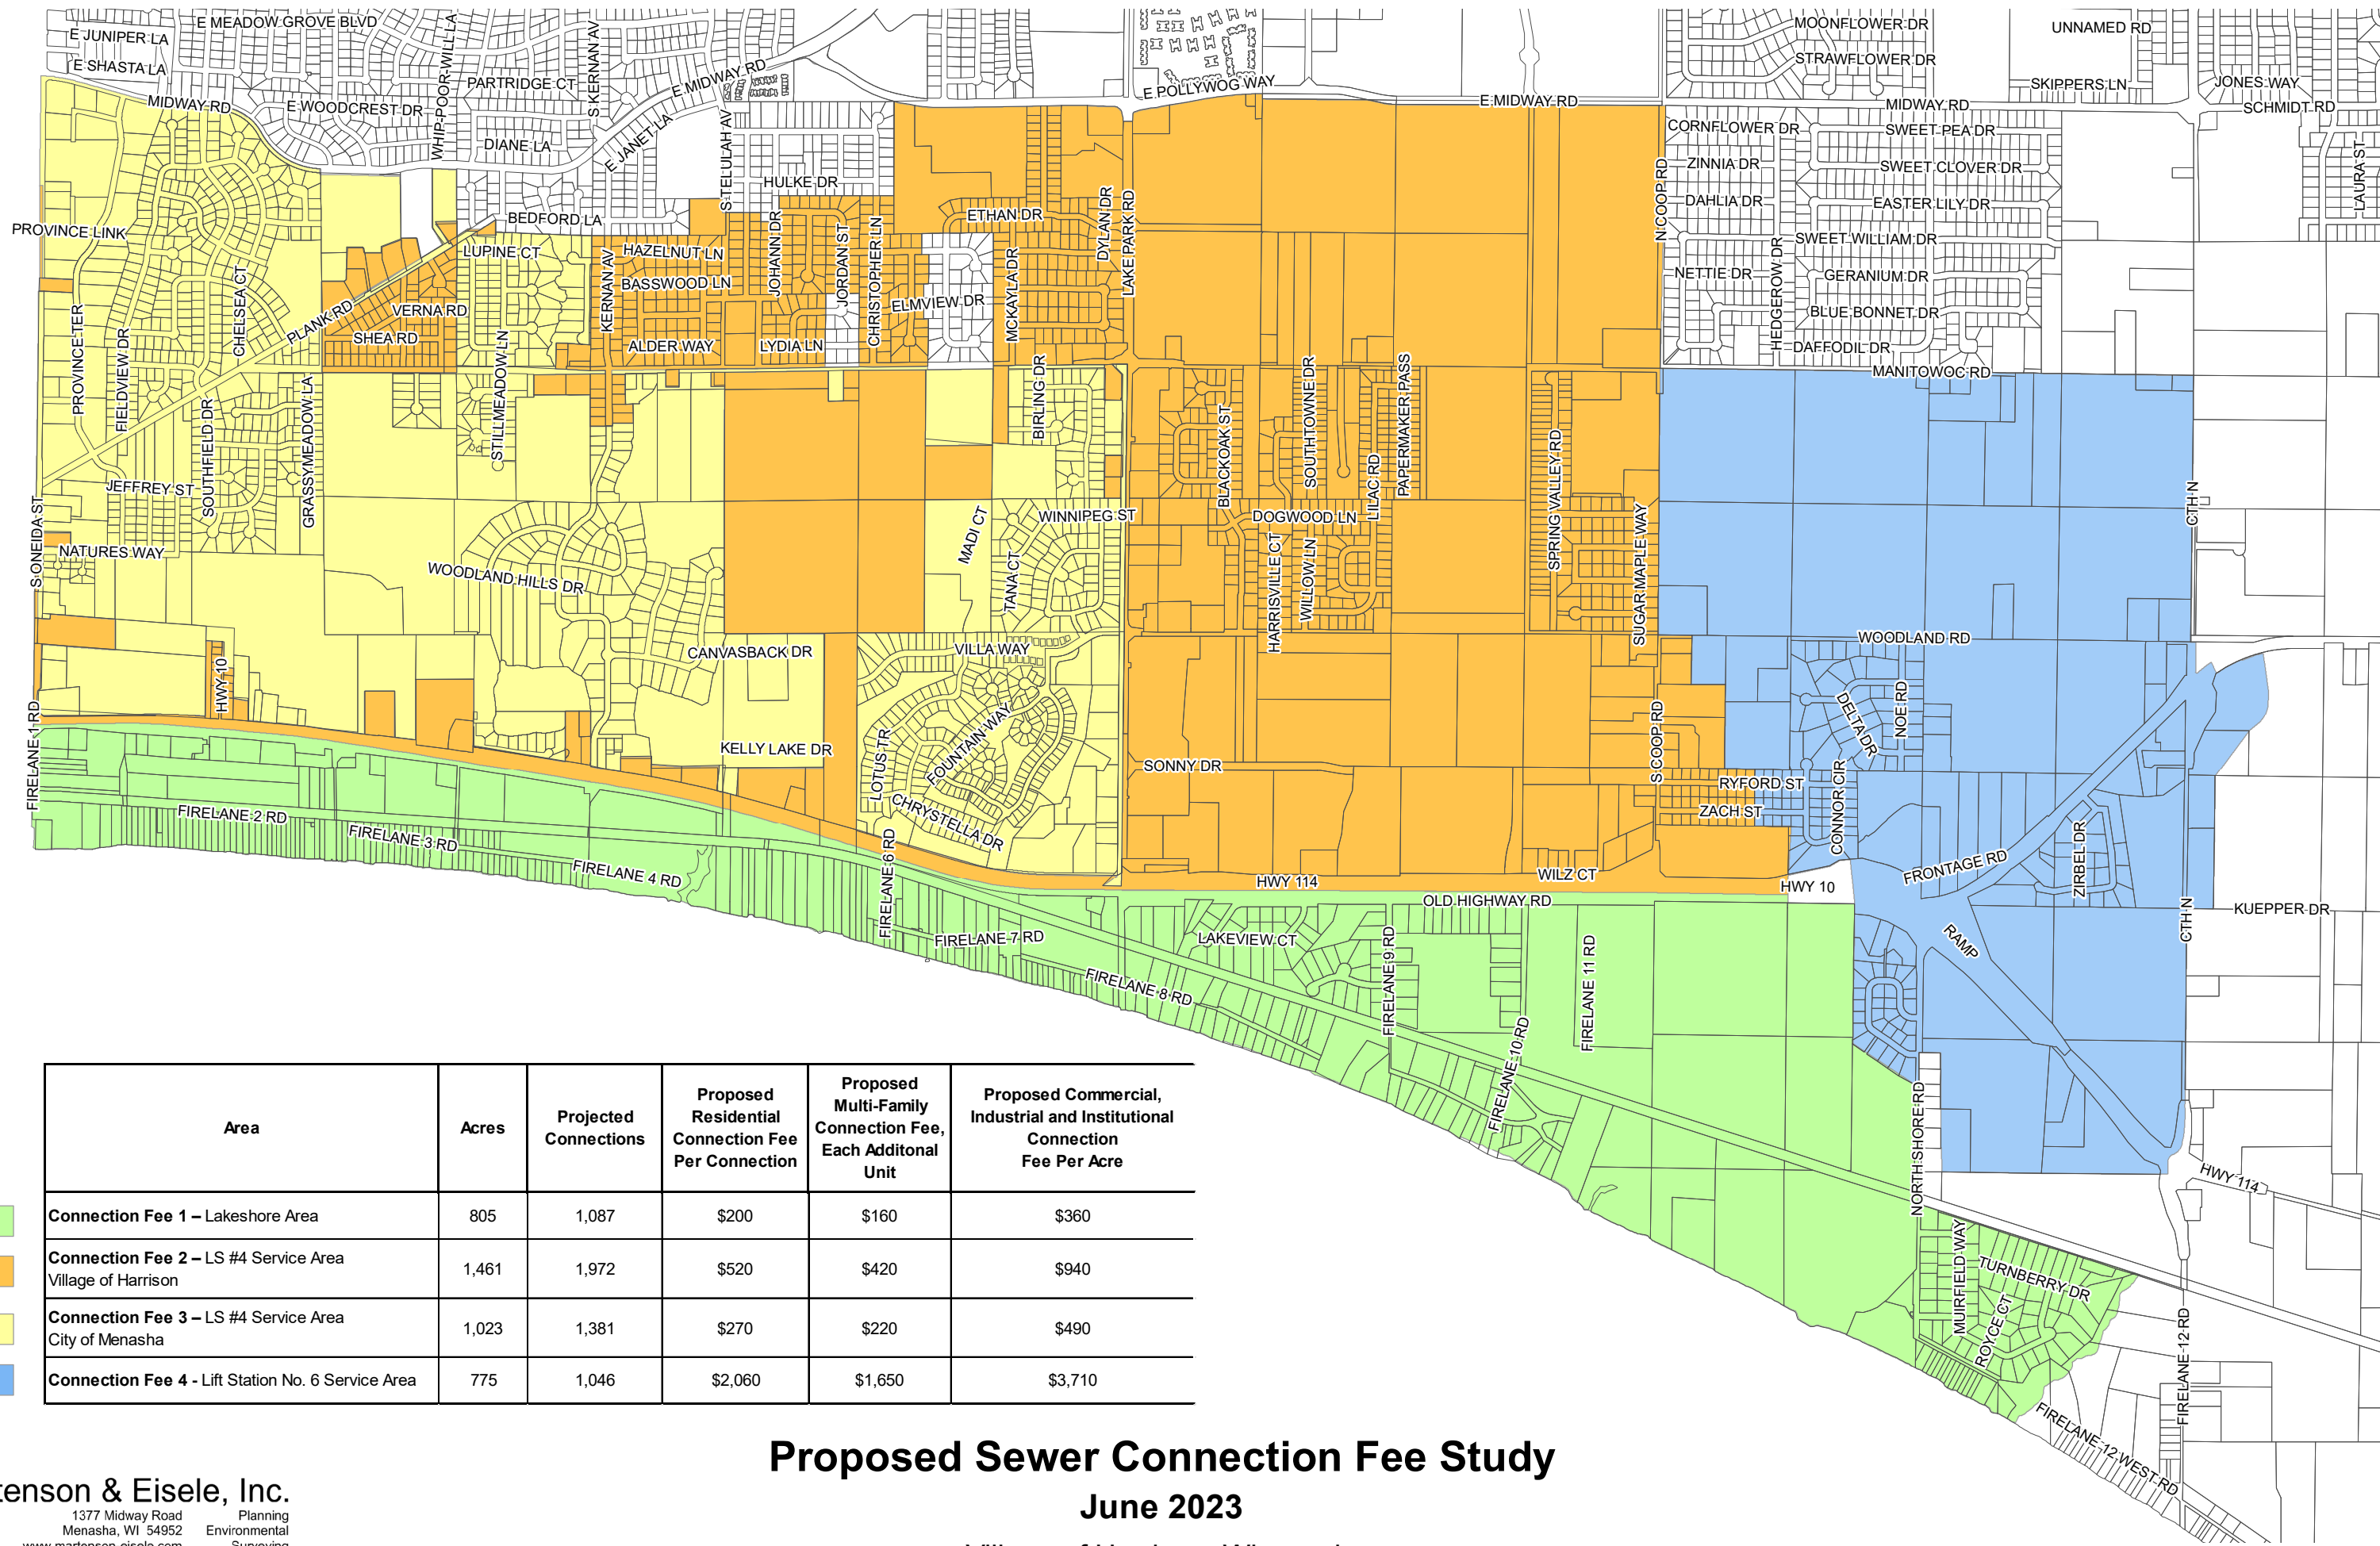 E MEADOW GROVE BLVD
E JUNIPER LA
E SHASTA LA
MIDWAY RD
E WOODCREST DR
WHIP-POOR-WILL LA
PARTRIDGE CT
S KERNAN AV
DIANE LA
E MIDWAY RD
E JANET LA
S TELULAH AV
HULKE DR
BEDFORD LA
E POLLYWOG WAY
E MIDWAY RD
MOONFLOWER DR
STRAWFLOWER DR
UNNAMED RD
SKIPPERS LN
JONES WAY
MIDWAY RD
SCHMIDT RD
CORNFLOWER DR
SWEET PEA DR
ZINNIA DR
SWEET CLOVER DR
N COOP RD
DAHLIA DR
EASTER LILY DR
LAURA ST
SWEET WILLIAM DR
NETTIE DR
GERANIUM DR
HEDGEROW DR
BLUE BONNET DR
DAFFODIL DR
MANITOWOC RD
PROVINCE LINK
PROVINCE TER
FIELDVIEW DR
CHELSEA CT
PLANK RD
VERNA RD
SHEA RD
LUPINE CT
STILLMEADOW LN
KERNAN AV
HAZELNUT LN
BASSWOOD LN
ALDER WAY
JOHANN DR
LYDIA LN
JORDAN ST
CHRISTOPHER LN
ELMVIEW DR
ETHAN DR
MCKAYLA DR
DYLAN DR
LAKE PARK RD
BIRLING DR
BLACKOAK ST
SOUTHTOWNE DR
LILAC RD
PAPERMAKER PASS
SPRING VALLEY RD
SUGAR MAPLE WAY
DOGWOOD LN
HARRISVILLE CT
WILLOW LN
SOUTHFIELD DR
GRASSYMEADOW LA
JEFFREY ST
S ONEIDA ST
NATURES WAY
WOODLAND HILLS DR
MADI CT
TANA CT
WINNIPEG ST
CTH N
WOODLAND RD
HWY 10
CANVASBACK DR
VILLA WAY
KELLY LAKE DR
LOTUS TR
FOUNTAIN WAY
CHRYSTELLA DR
SONNY DR
S COOP RD
DELTA DR
NOE RD
RYFORD ST
ZACH ST
CONNOR CIR
FRONTAGE RD
ZIRBEL DR
FIRELANE 1 RD
FIRELANE 2 RD
FIRELANE 3 RD
FIRELANE 4 RD
FIRELANE 6 RD
FIRELANE 7 RD
FIRELANE 8 RD
HWY 114
WILZ CT
HWY 10
OLD HIGHWAY RD
LAKEVIEW CT
FIRELANE 9 RD
FIRELANE 10 RD
FIRELANE 11 RD
RAMP
CTH N
KUEPPER DR
NORTH SHORE RD
HWY 114
MUIRFIELD WAY
TURNBERRY DR
ROYCE CT
FIRELANE 12 RD
FIRELANE 12 WEST RD
Area Acres Projected Connections Proposed Residential Connection Fee Per Connection Proposed Multi-Family Connection Fee, Each Additonal Unit Proposed Commercial, Industrial and Institutional Connection Fee Per Acre
Connection Fee 1 – Lakeshore Area 805 1,087 $200 $160 $360
Connection Fee 2 – LS #4 Service Area Village of Harrison 1,461 1,972 $520 $420 $940
Connection Fee 3 – LS #4 Service Area City of Menasha 1,023 1,381 $270 $220 $490
Connection Fee 4 - Lift Station No. 6 Service Area 775 1,046 $2,060 $1,650 $3,710
Proposed Sewer Connection Fee Study
June 2023
tenson & Eisele, Inc.
1377 Midway Road Planning
Menasha, WI 54952 Environmental